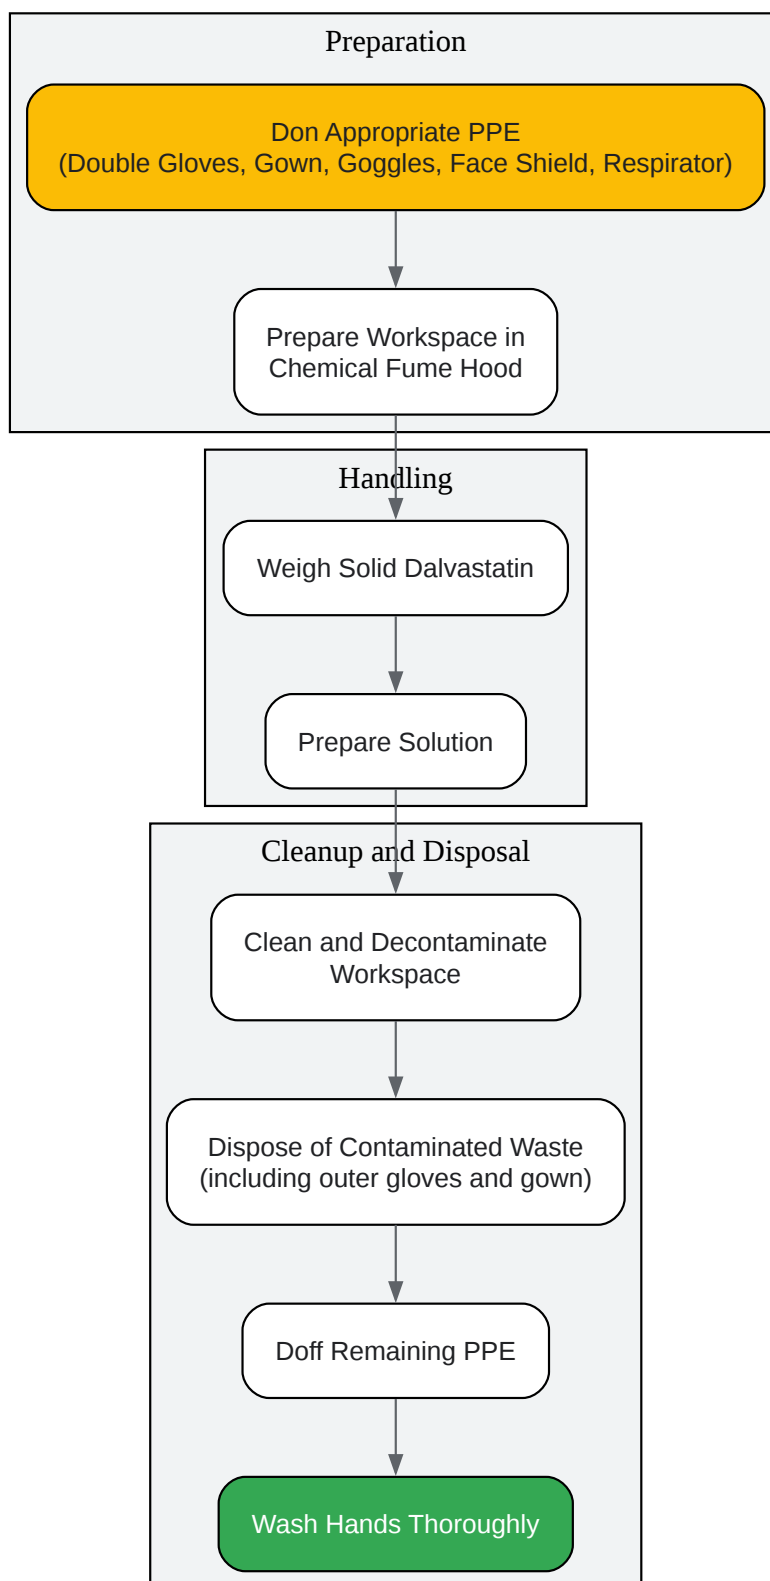 Preparation
Don Appropriate PPE
(Double Gloves, Gown, Goggles, Face Shield, Respirator)
Prepare Workspace in
Chemical Fume Hood
Handling
Weigh Solid Dalvastatin
Prepare Solution
Cleanup and Disposal
Clean and Decontaminate
Workspace
Dispose of Contaminated Waste
(including outer gloves and gown)
Doff Remaining PPE
Wash Hands Thoroughly